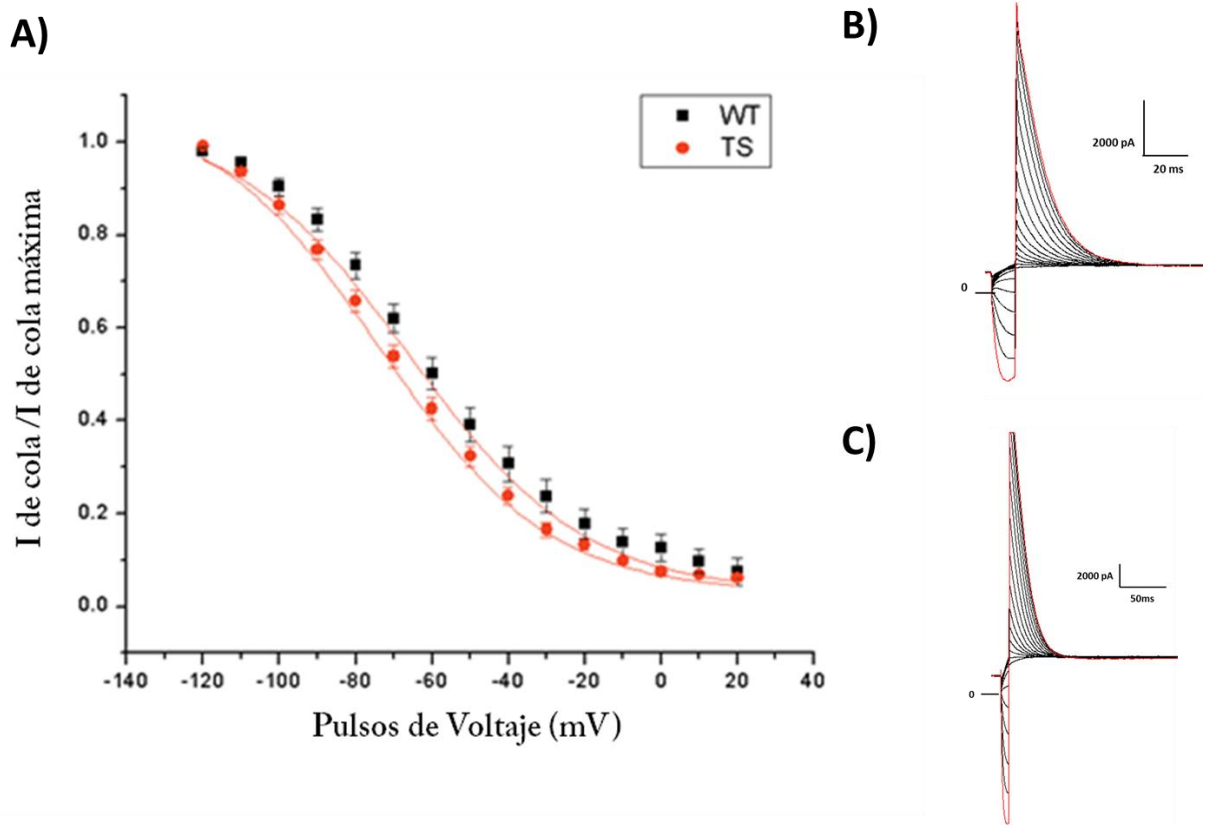 A)
I de cola /I de cola máxima
1.0
0.8
0.6
0.4
0.2
0.0
-140
-120
-100
-80
-60
-40
-20
0
20
40
Pulsos de Voltaje (mV)
WT
TS
B)
2000 pA
20 ms
0
C)
2000 pA
50ms
0